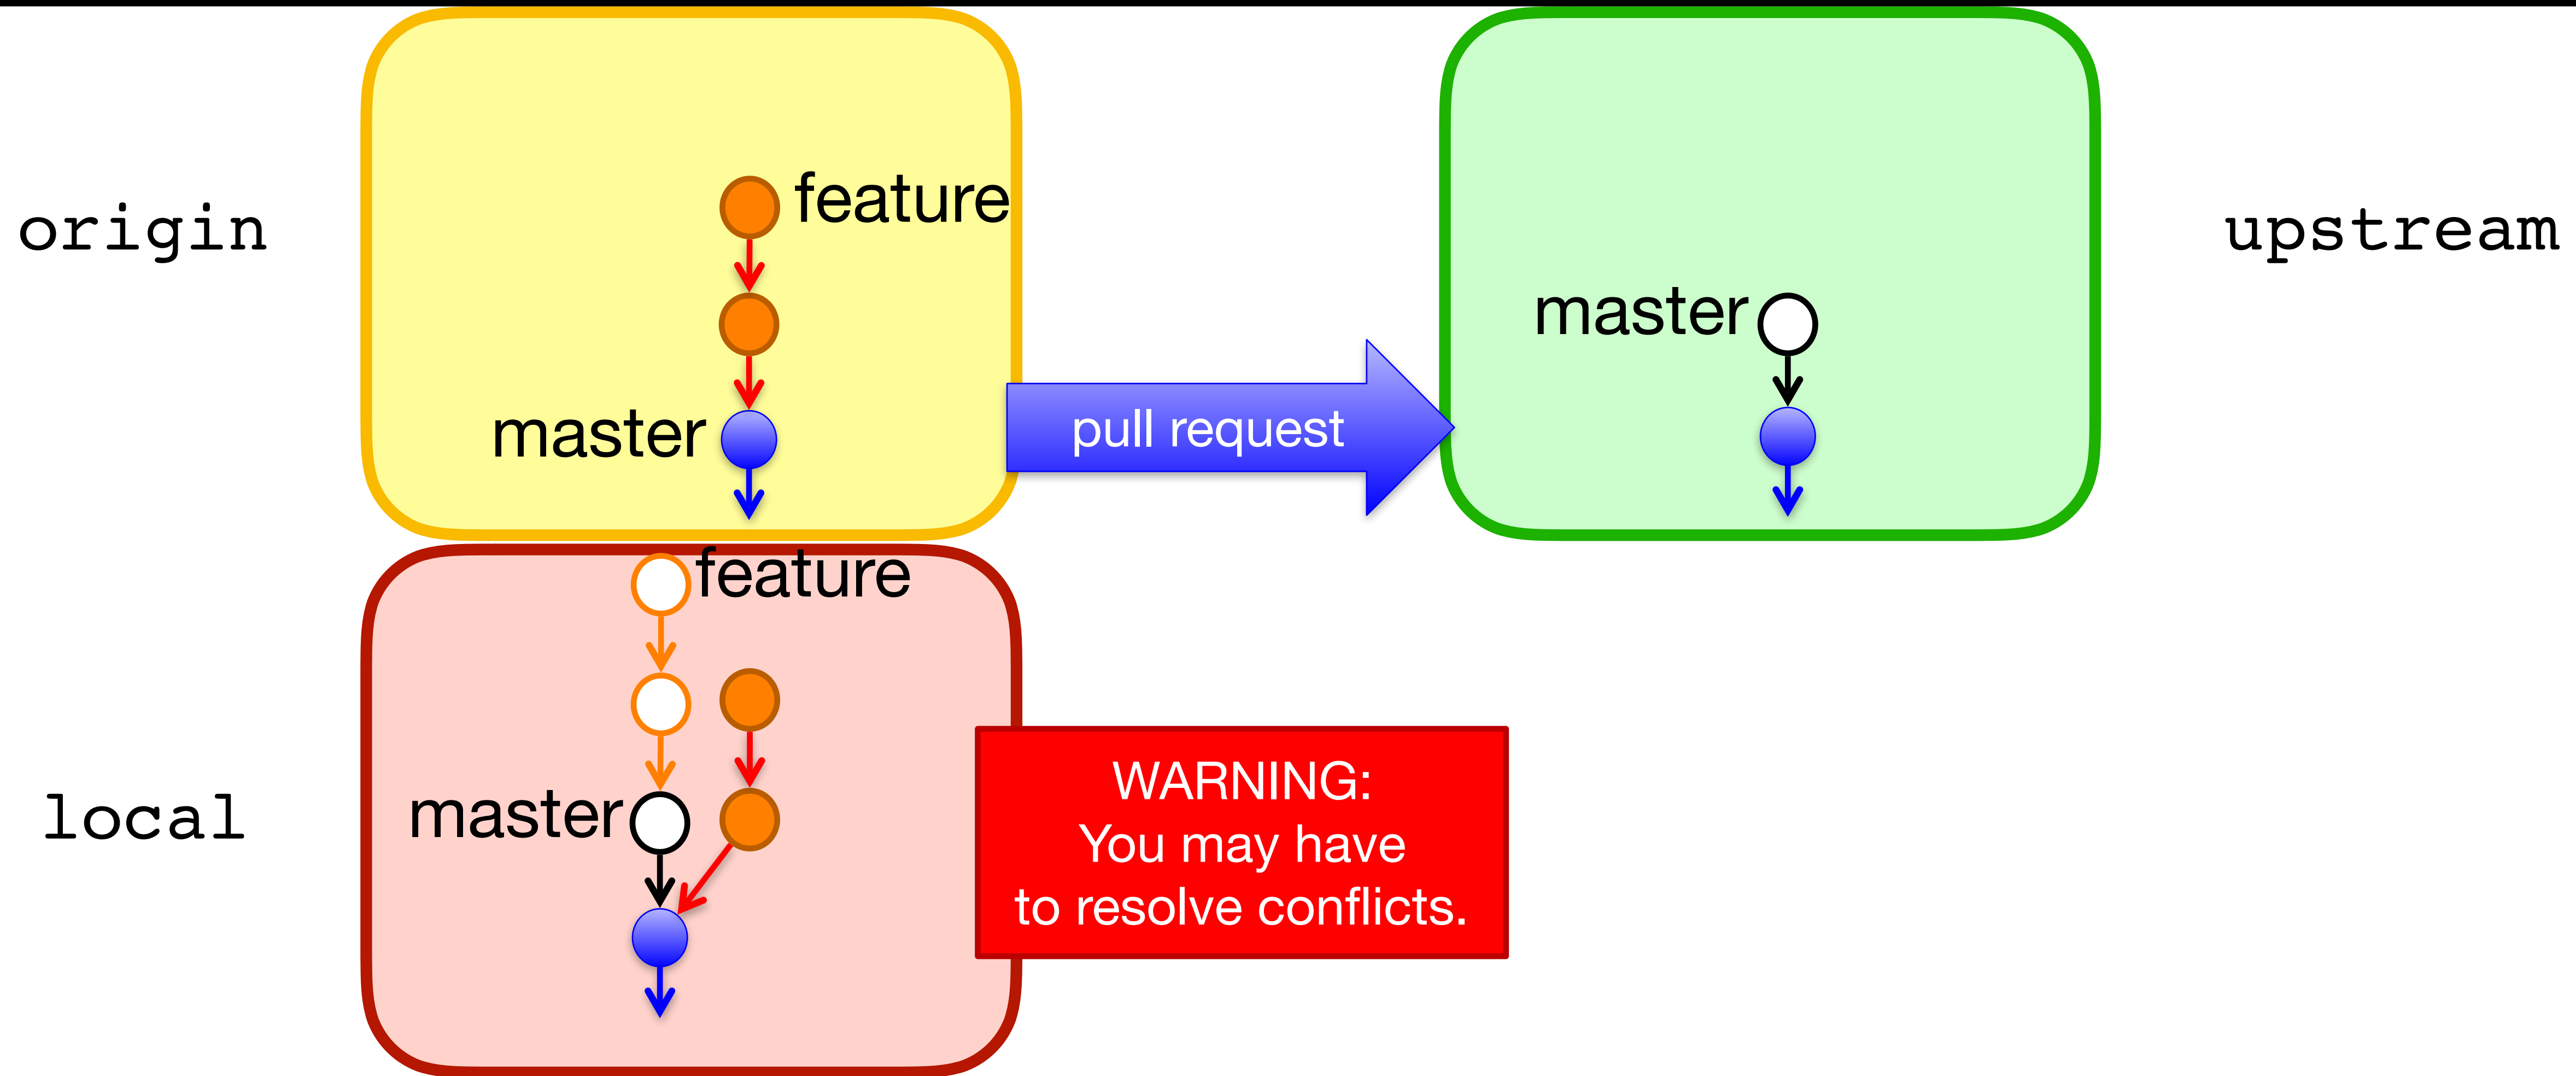 origin
feature
master
pull request
master
upstream
local
feature
master
WARNING:
You may have
to resolve conflicts.